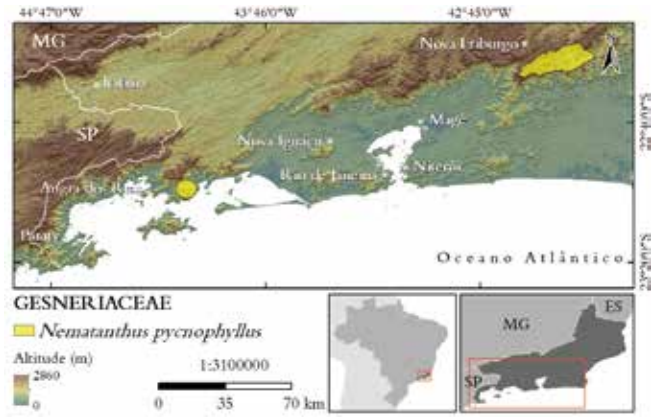 44°47'0"W 43°46'0"W 42°45'0"W
MG
Nova Friburgo
SP
Magé
Nova Iguaçu
Rio de Janeiro
Niterói
Angra dos Reis
Paraty
Oceano Atlântico
GESNERIACEAE
Nematanthus pycnophyllus
Altitude (m)
2860
0
1:3100000
0 35 70 km
MG
ES
SP